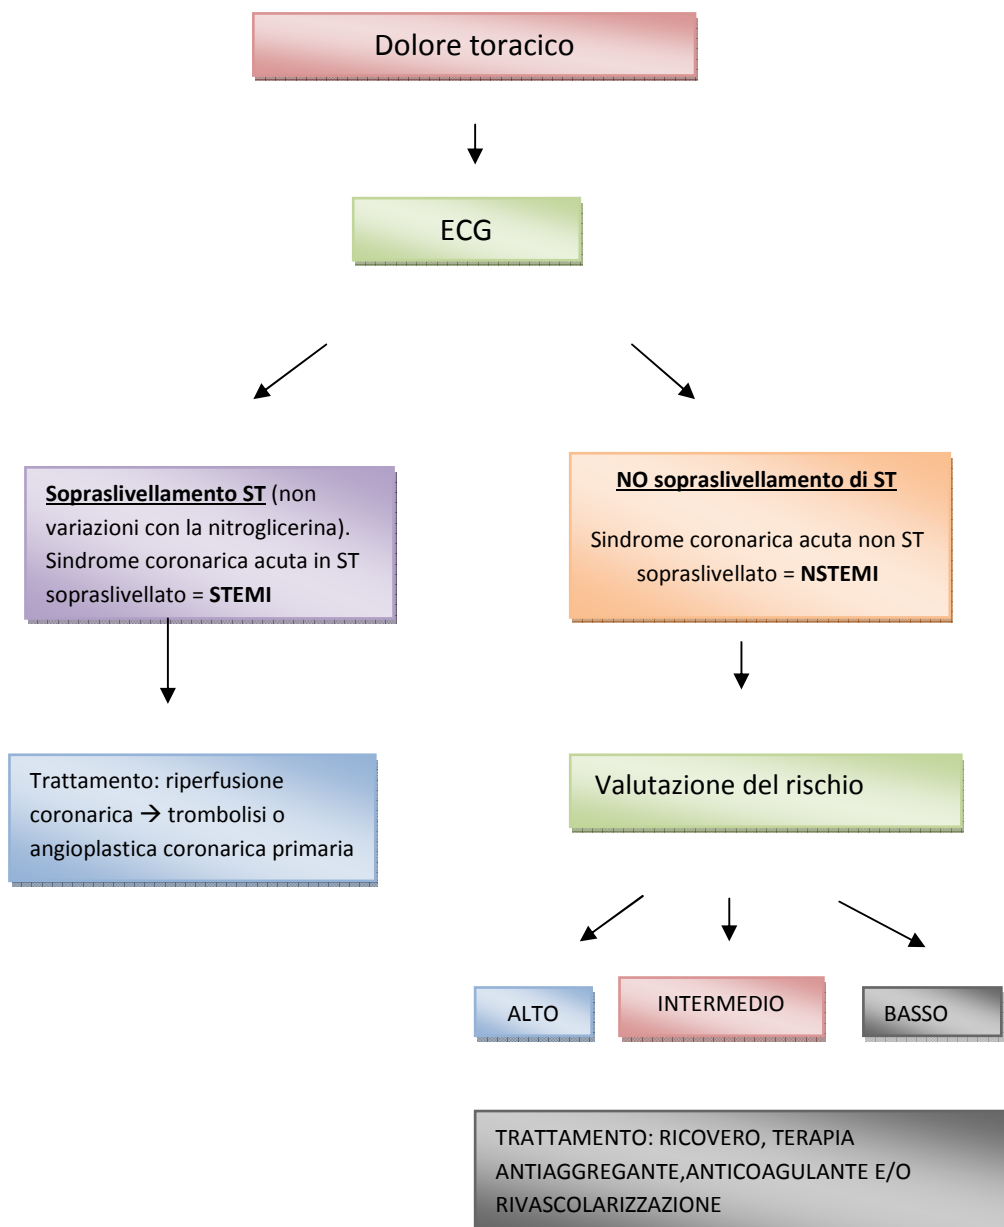 Dolore toracico
ECG
Sopraslivellamento ST (non
variazioni con la nitroglicerina).
Sindrome coronarica acuta in ST
sopraslivellato = STEMI
NO sopraslivellamento di ST
Sindrome coronarica acuta non ST
sopraslivellato = NSTEMI
Trattamento: riperfusione
coronarica → trombolisi o
angioplastica coronarica primaria
Valutazione del rischio
ALTO
INTERMEDIO
BASSO
TRATTAMENTO: RICOVERO, TERAPIA
ANTIAGGREGANTE,ANTICOAGULANTE E/O
RIVASCOLARIZZAZIONE